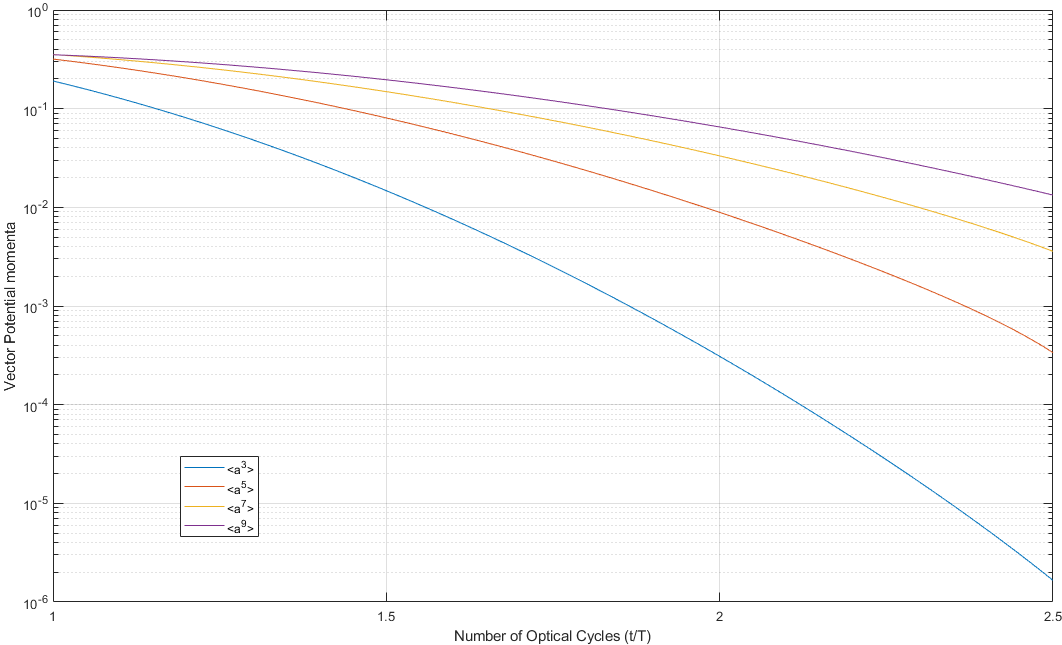 10^0
10^-1
10^-2
10^-3
10^-4
10^-5
10^-6
Vector Potential momenta
<a^3>
<a^5>
<a^7>
<a^9>
1
1.5
2
2.5
Number of Optical Cycles (t/T)